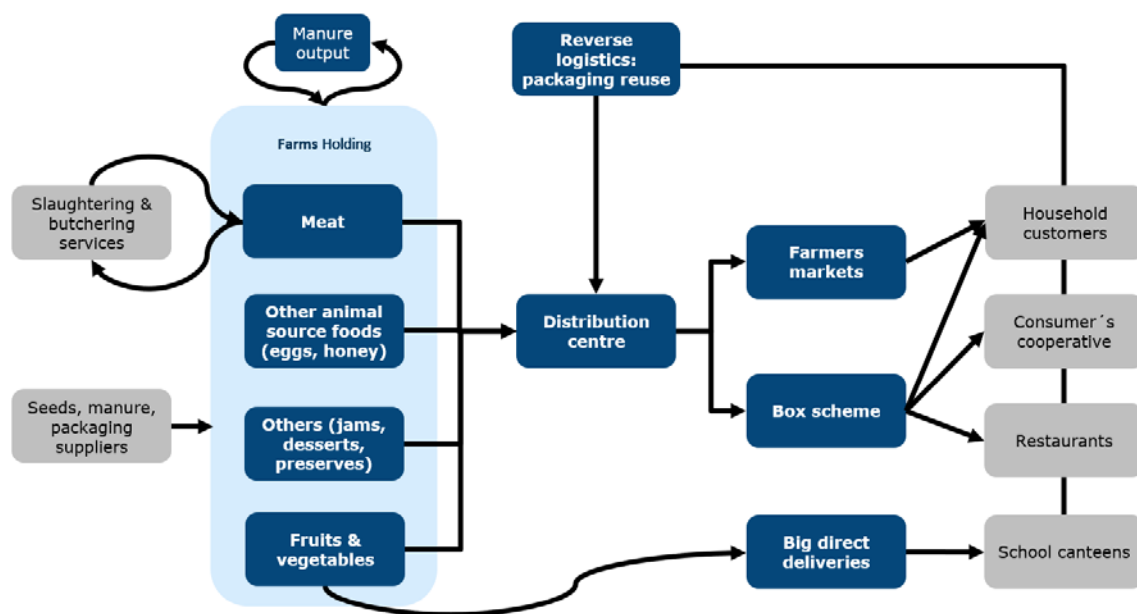 Manure
output
Reverse
logistics:
packaging reuse
Farms Holding
Slaughtering &
butchering
services
Meat
Household
customers
Farmers
markets
Other animal
source foods
(eggs, honey)
Distribution
centre
Consumer´s
cooperative
Seeds, manure,
packaging
suppliers
Others (jams,
desserts,
preserves)
Box scheme
Restaurants
Fruits &
vegetables
Big direct
deliveries
School canteens